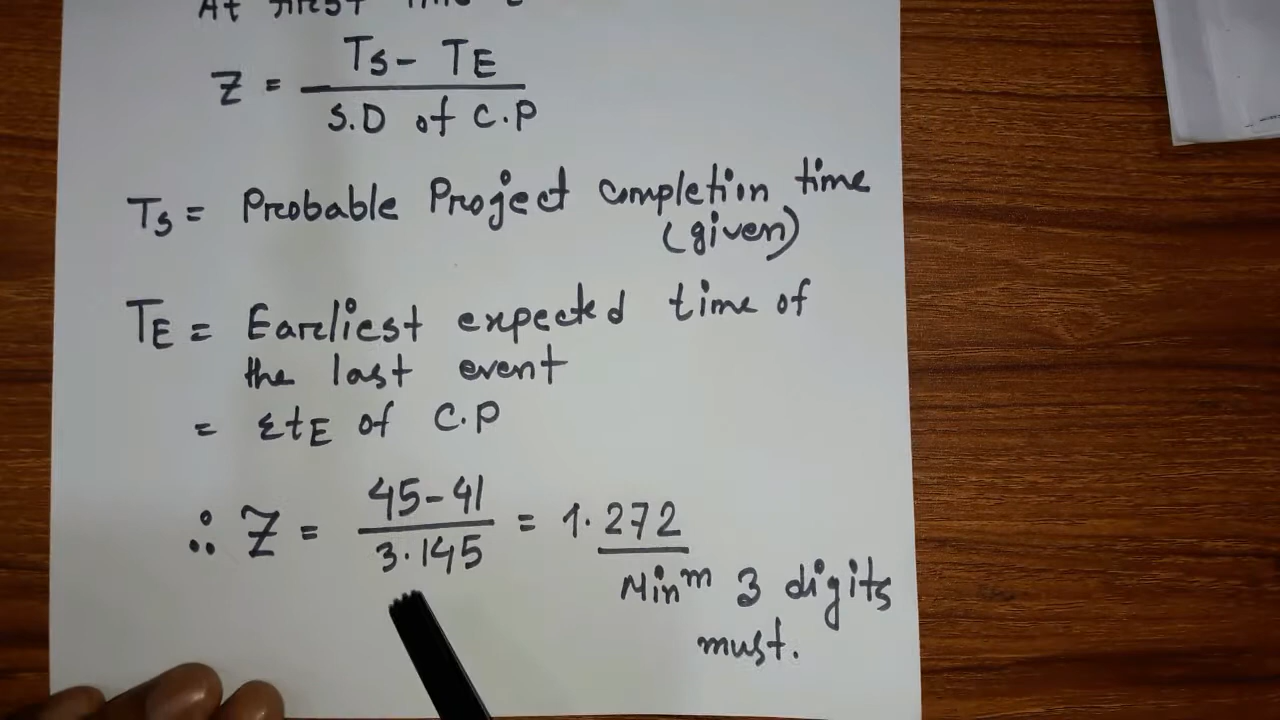 Z = Ts - TE / S.D of C.P
Ts = Probable Project completion time
(given)
TE = Earliest expected time of
the last event
= ΣtE of C.P
∴ Z = 45-41 / 3.145 = 1.272
Minᵐ 3 digits
must.